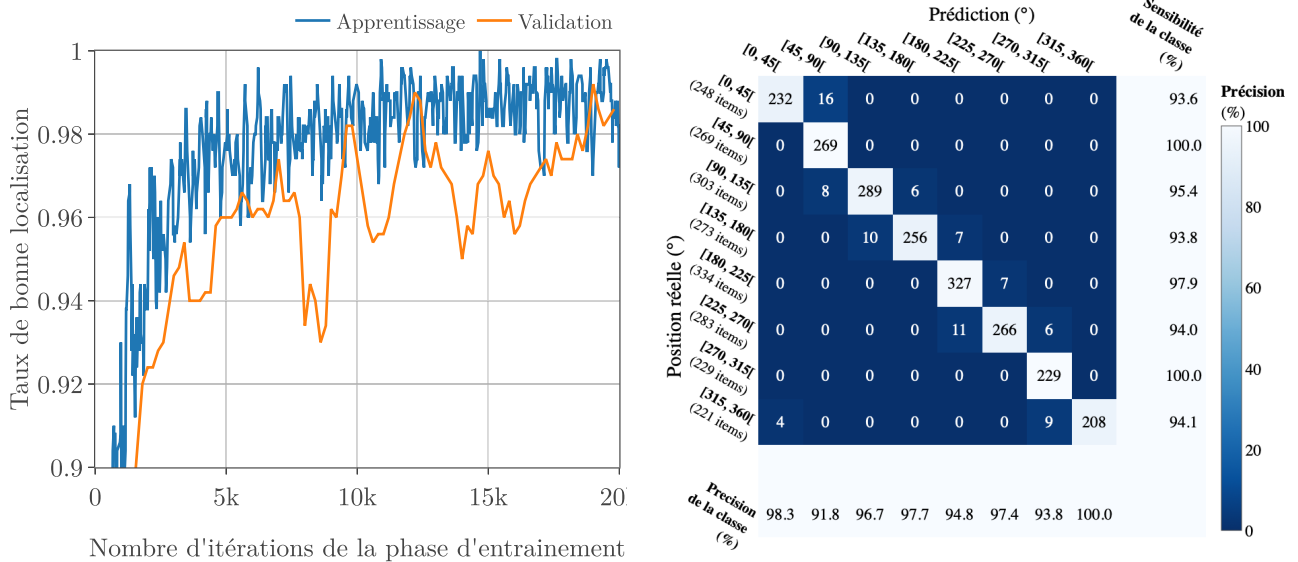 Apprentissage Validation
1
0.98
0.96
0.94
0.92
0.9
Taux de bonne localisation
0 5k 10k 15k 20
Nombre d'itérations de la phase d'entrainement
Prédiction (°)
[0, 45[ [45, 90[ [90, 135[ [135, 180[ [180, 225[ [225, 270[ [270, 315[ [315, 360[
Sensibilité
de la classe
(%)
Position réelle (°)
[0, 45[
(248 items)
232 16 0 0 0 0 0 0 93.6
[45, 90[
(269 items)
0 269 0 0 0 0 0 0 100.0
[90, 135[
(303 items)
0 8 289 6 0 0 0 0 95.4
[135, 180[
(273 items)
0 0 10 256 7 0 0 0 93.8
[180, 225[
(334 items)
0 0 0 0 327 7 0 0 97.9
[225, 270[
(283 items)
0 0 0 0 11 266 6 0 94.0
[270, 315[
(229 items)
0 0 0 0 0 0 229 0 100.0
[315, 360[
(221 items)
4 0 0 0 0 0 9 208 94.1
Precision
de la classe
(%)
98.3 91.8 96.7 97.7 94.8 97.4 93.8 100.0
Précision
(%)
100
80
60
40
20
0